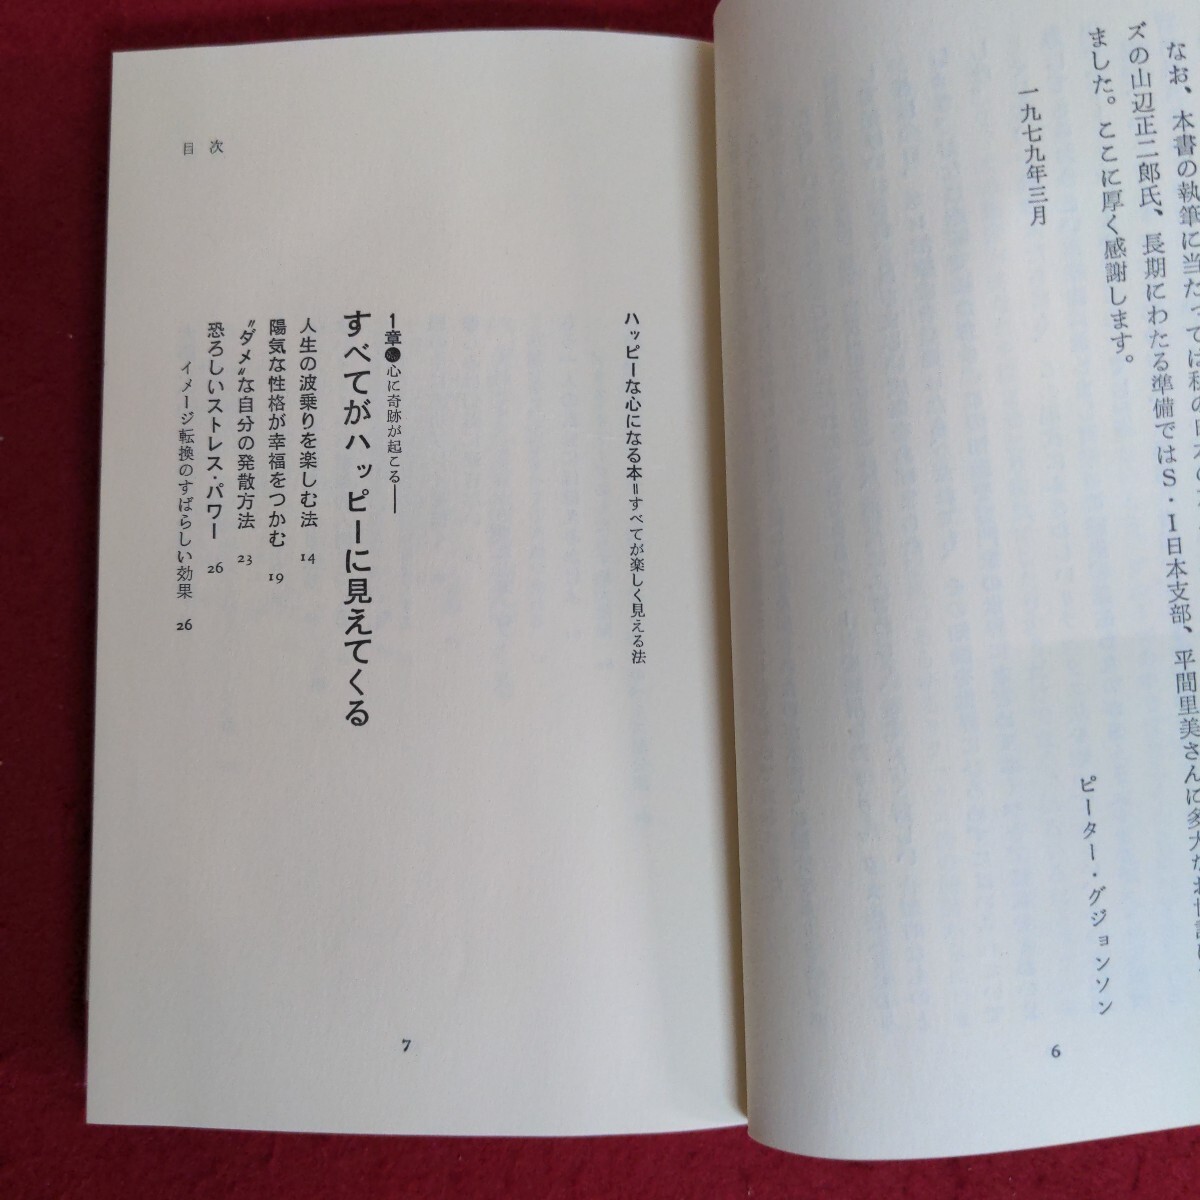 なお、本書の執筆に当たっては私の日本の
ズの山辺正二郎氏、長期にわたる準備ではS・I日本支部、平間里美さんに多大なお世話に
ました。ここに厚く感謝します。
一九七九年三月
ピーター・グジョンソン
6
ハッピーな心になる本=すべてが楽しく見える法
1章●心に奇跡が起こる──
すべてがハッピーに見えてくる
人生の波乗りを楽しむ法 14
陽気な性格が幸福をつかむ 19
〝ダメ〟な自分の発散方法 23
恐ろしいストレス・パワー 26
イメージ転換のすばらしい効果 26
目次
7